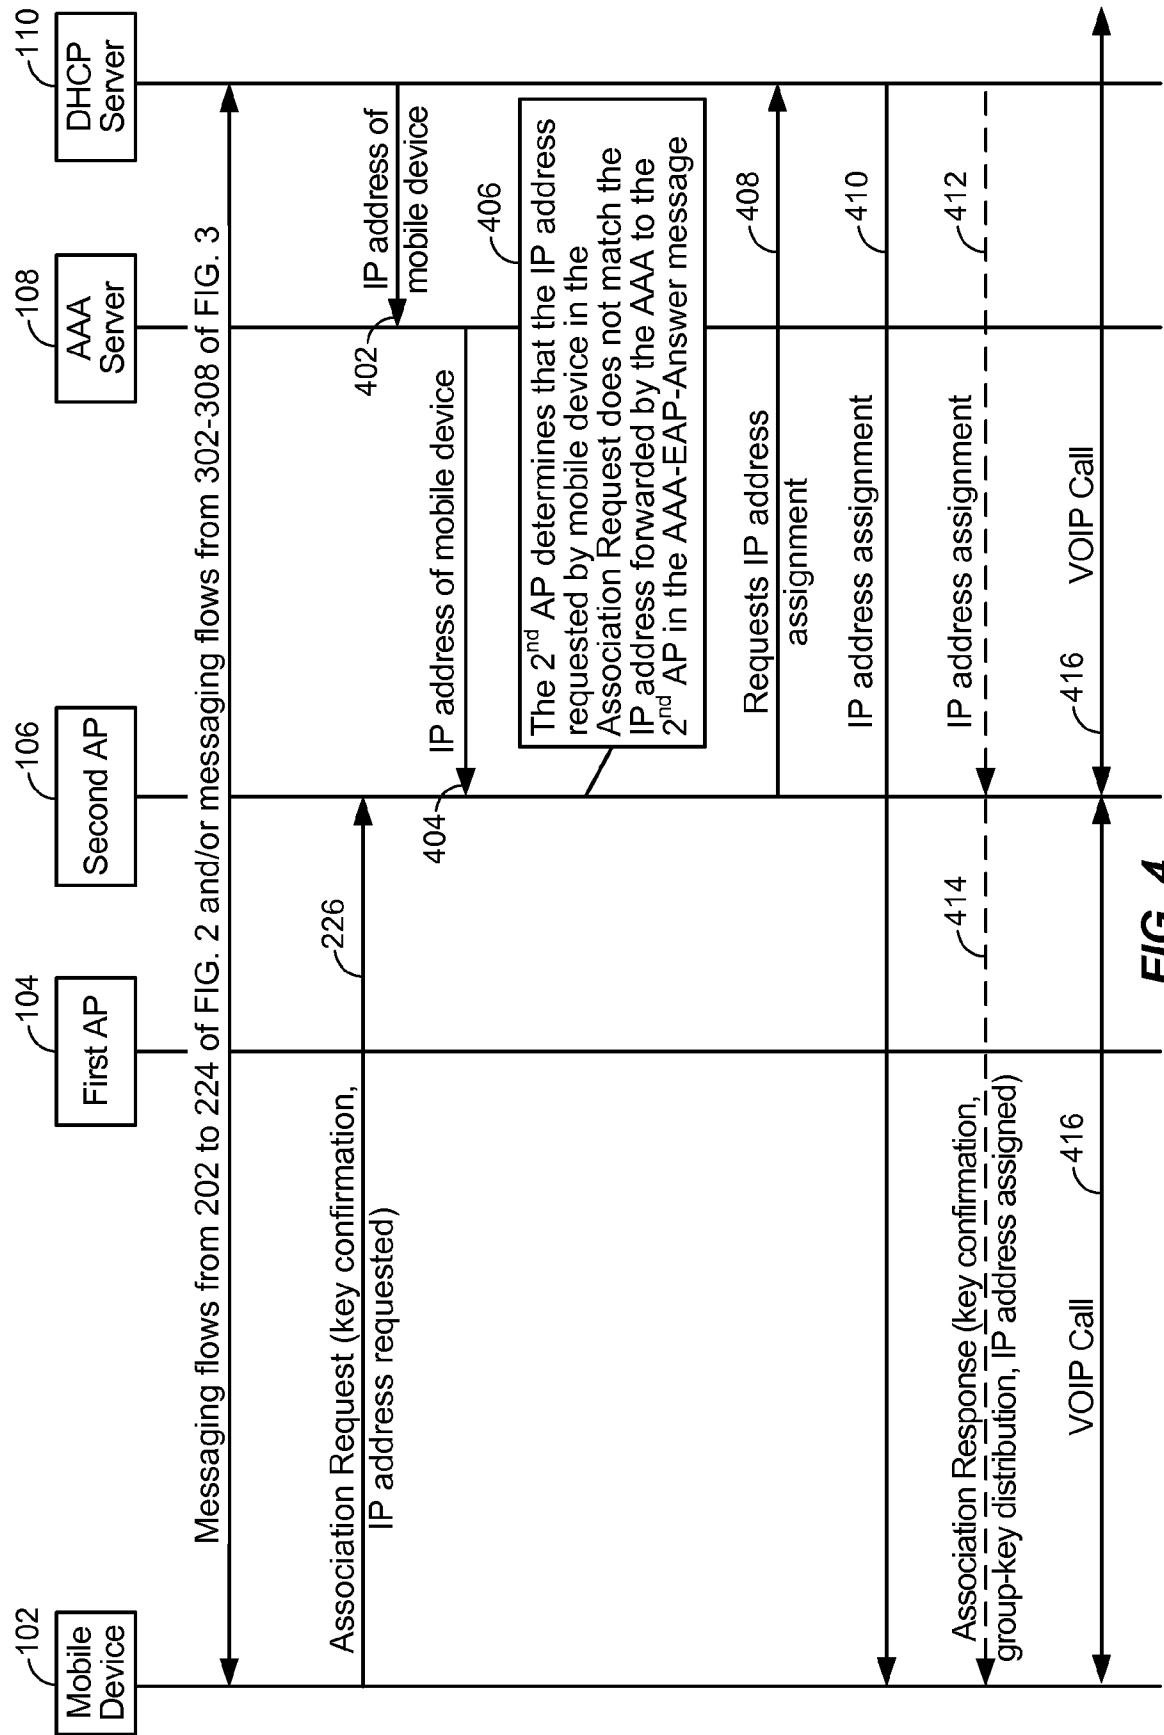 102
Mobile
Device
104
First AP
106
Second AP
108
AAA
Server
110
DHCP
Server
Messaging flows from 202 to 224 of FIG. 2 and/or messaging flows from 302-308 of FIG. 3
Association Request (key confirmation,
IP address requested)
226
IP address of
mobile device
402
IP address of mobile device
404
406
The 2nd AP determines that the IP address
requested by mobile device in the
Association Request does not match the
IP address forwarded by the AAA to the
2nd AP in the AAA-EAP-Answer message
Requests IP address
assignment
408
IP address assignment
410
IP address assignment
412
Association Response (key confirmation,
group-key distribution, IP address assigned)
414
VOIP Call
416
416
VOIP Call
FIG. 4